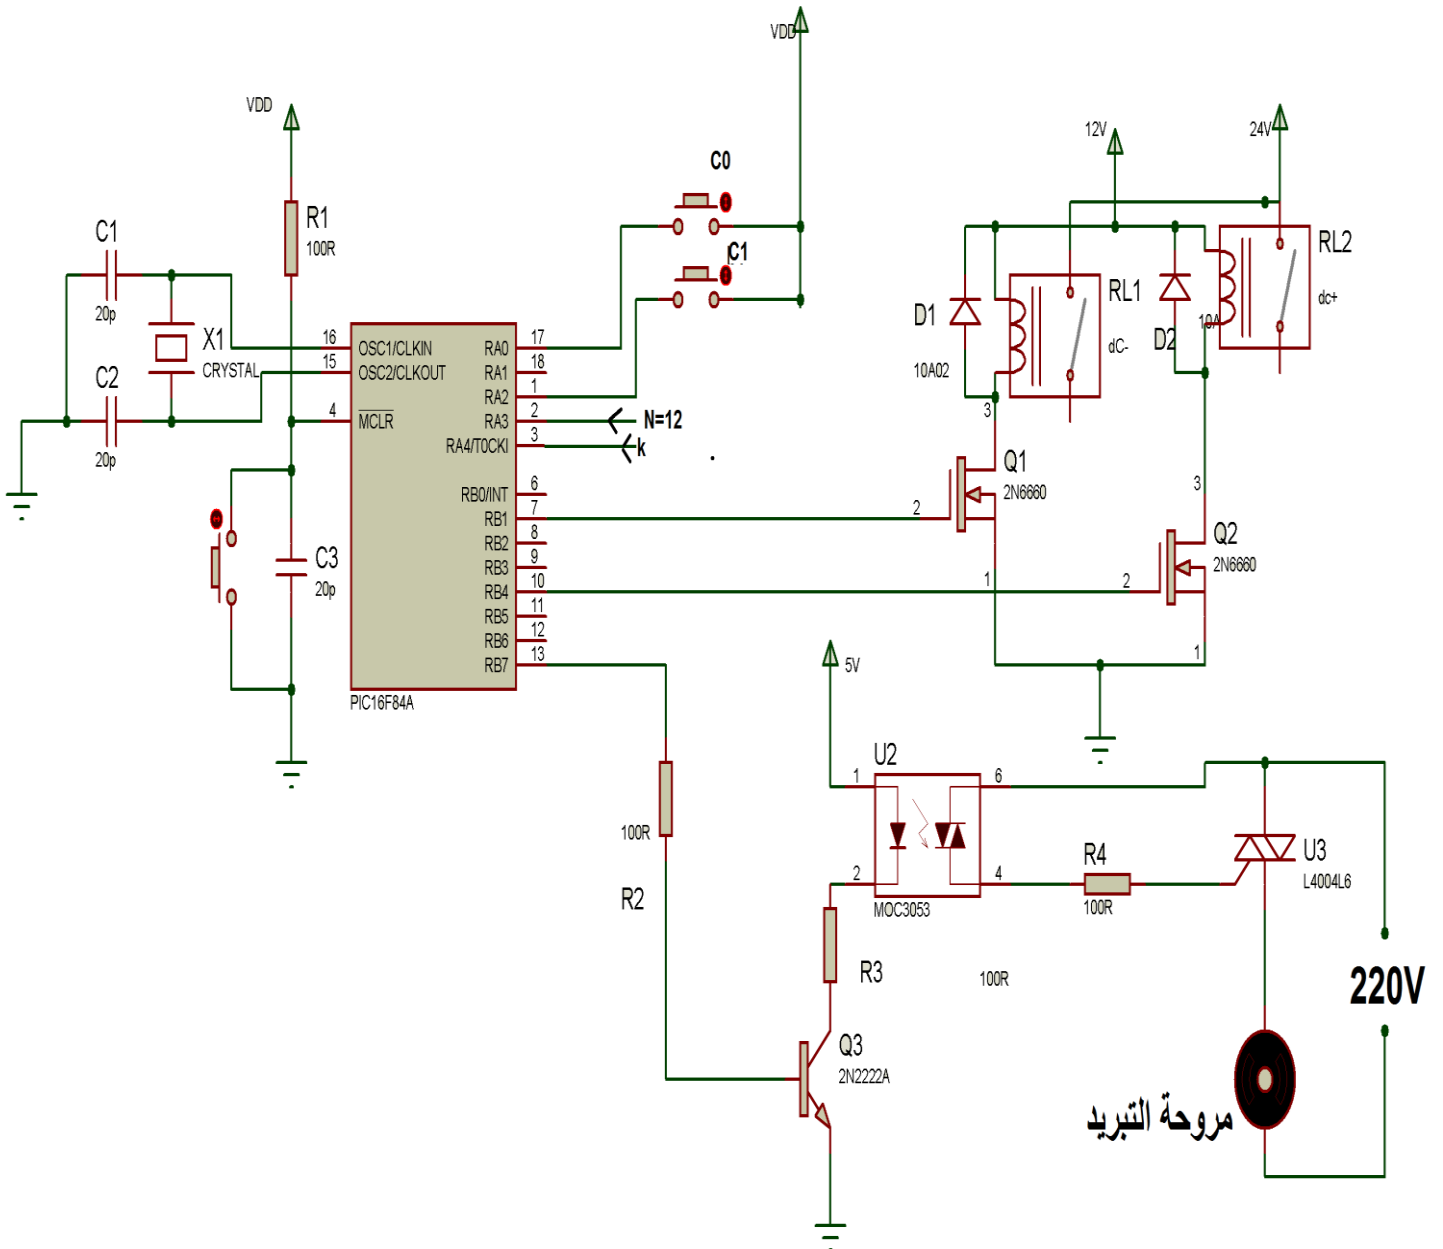 VDD
VDD
C0
C1
12V
24V
R1
100R
C1
20p
X1
CRYSTAL
C2
20p
16
15
4
OSC1/CLKIN
OSC2/CLKOUT
MCLR
RA0
RA1
RA2
RA3
RA4/T0CKI
RB0/INT
RB1
RB2
RB3
RB4
RB5
RB6
RB7
17
18
1
2
3
6
7
8
9
10
11
12
13
PIC16F84A
N=12
k
C3
20p
D1
10A02
RL1
dC-
D2
10A
RL2
dc+
3
Q1
2N6660
2
1
3
Q2
2N6660
2
1
5V
U2
1
2
6
4
MOC3053
R4
100R
U3
L4004L6
100R
R2
R3
100R
Q3
2N2222A
220V
مروحة التبريد